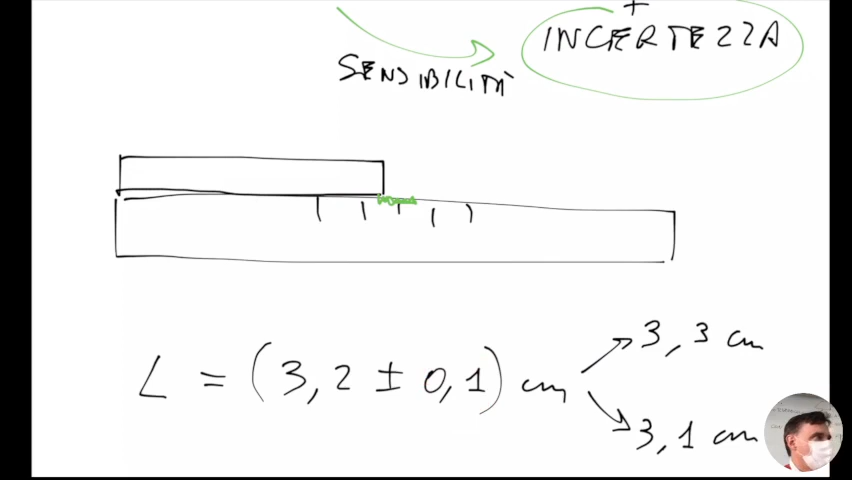 +
INCERTEZZA
SENSIBILITÀ
L = (3,2 ± 0,1) cm
3,3 cm
3,1 cm